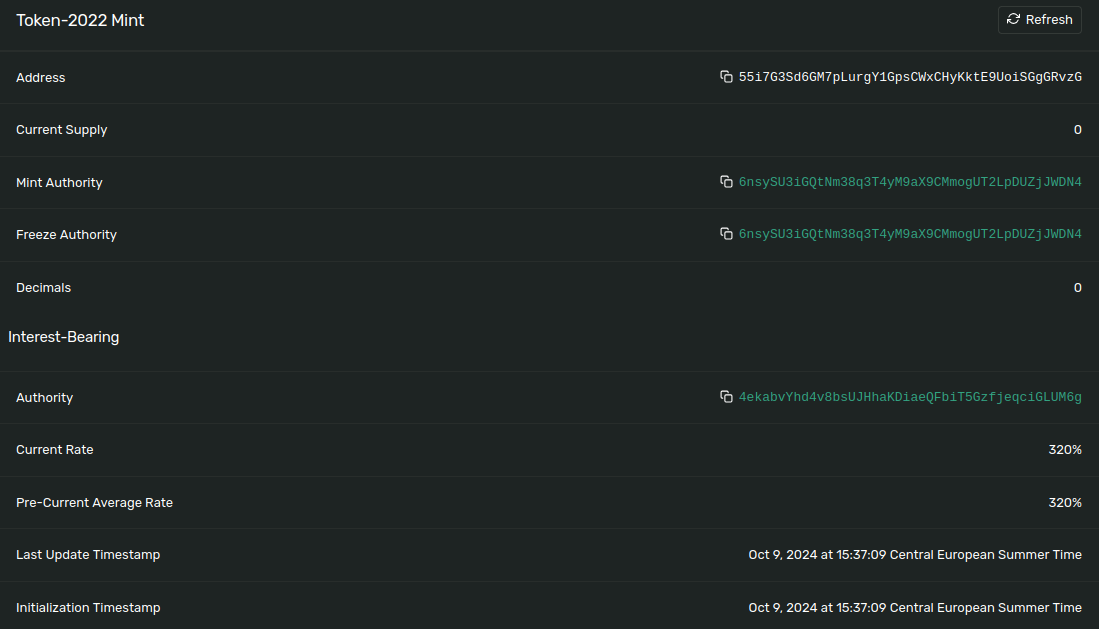 Token-2022 Mint
Refresh
Address 55i7G3Sd6GM7pLurgY1GpsCWxCHyKktE9UoiSGgGRvzG
Current Supply 0
Mint Authority 6nsySU3iGQtNm38q3T4yM9aX9CMmogUT2LpDUZjJWDN4
Freeze Authority 6nsySU3iGQtNm38q3T4yM9aX9CMmogUT2LpDUZjJWDN4
Decimals 0
Interest-Bearing
Authority 4ekabvYhd4v8bsUJHhaKDiaeQFbiT5GzfjeqciGLUM6g
Current Rate 320%
Pre-Current Average Rate 320%
Last Update Timestamp Oct 9, 2024 at 15:37:09 Central European Summer Time
Initialization Timestamp Oct 9, 2024 at 15:37:09 Central European Summer Time